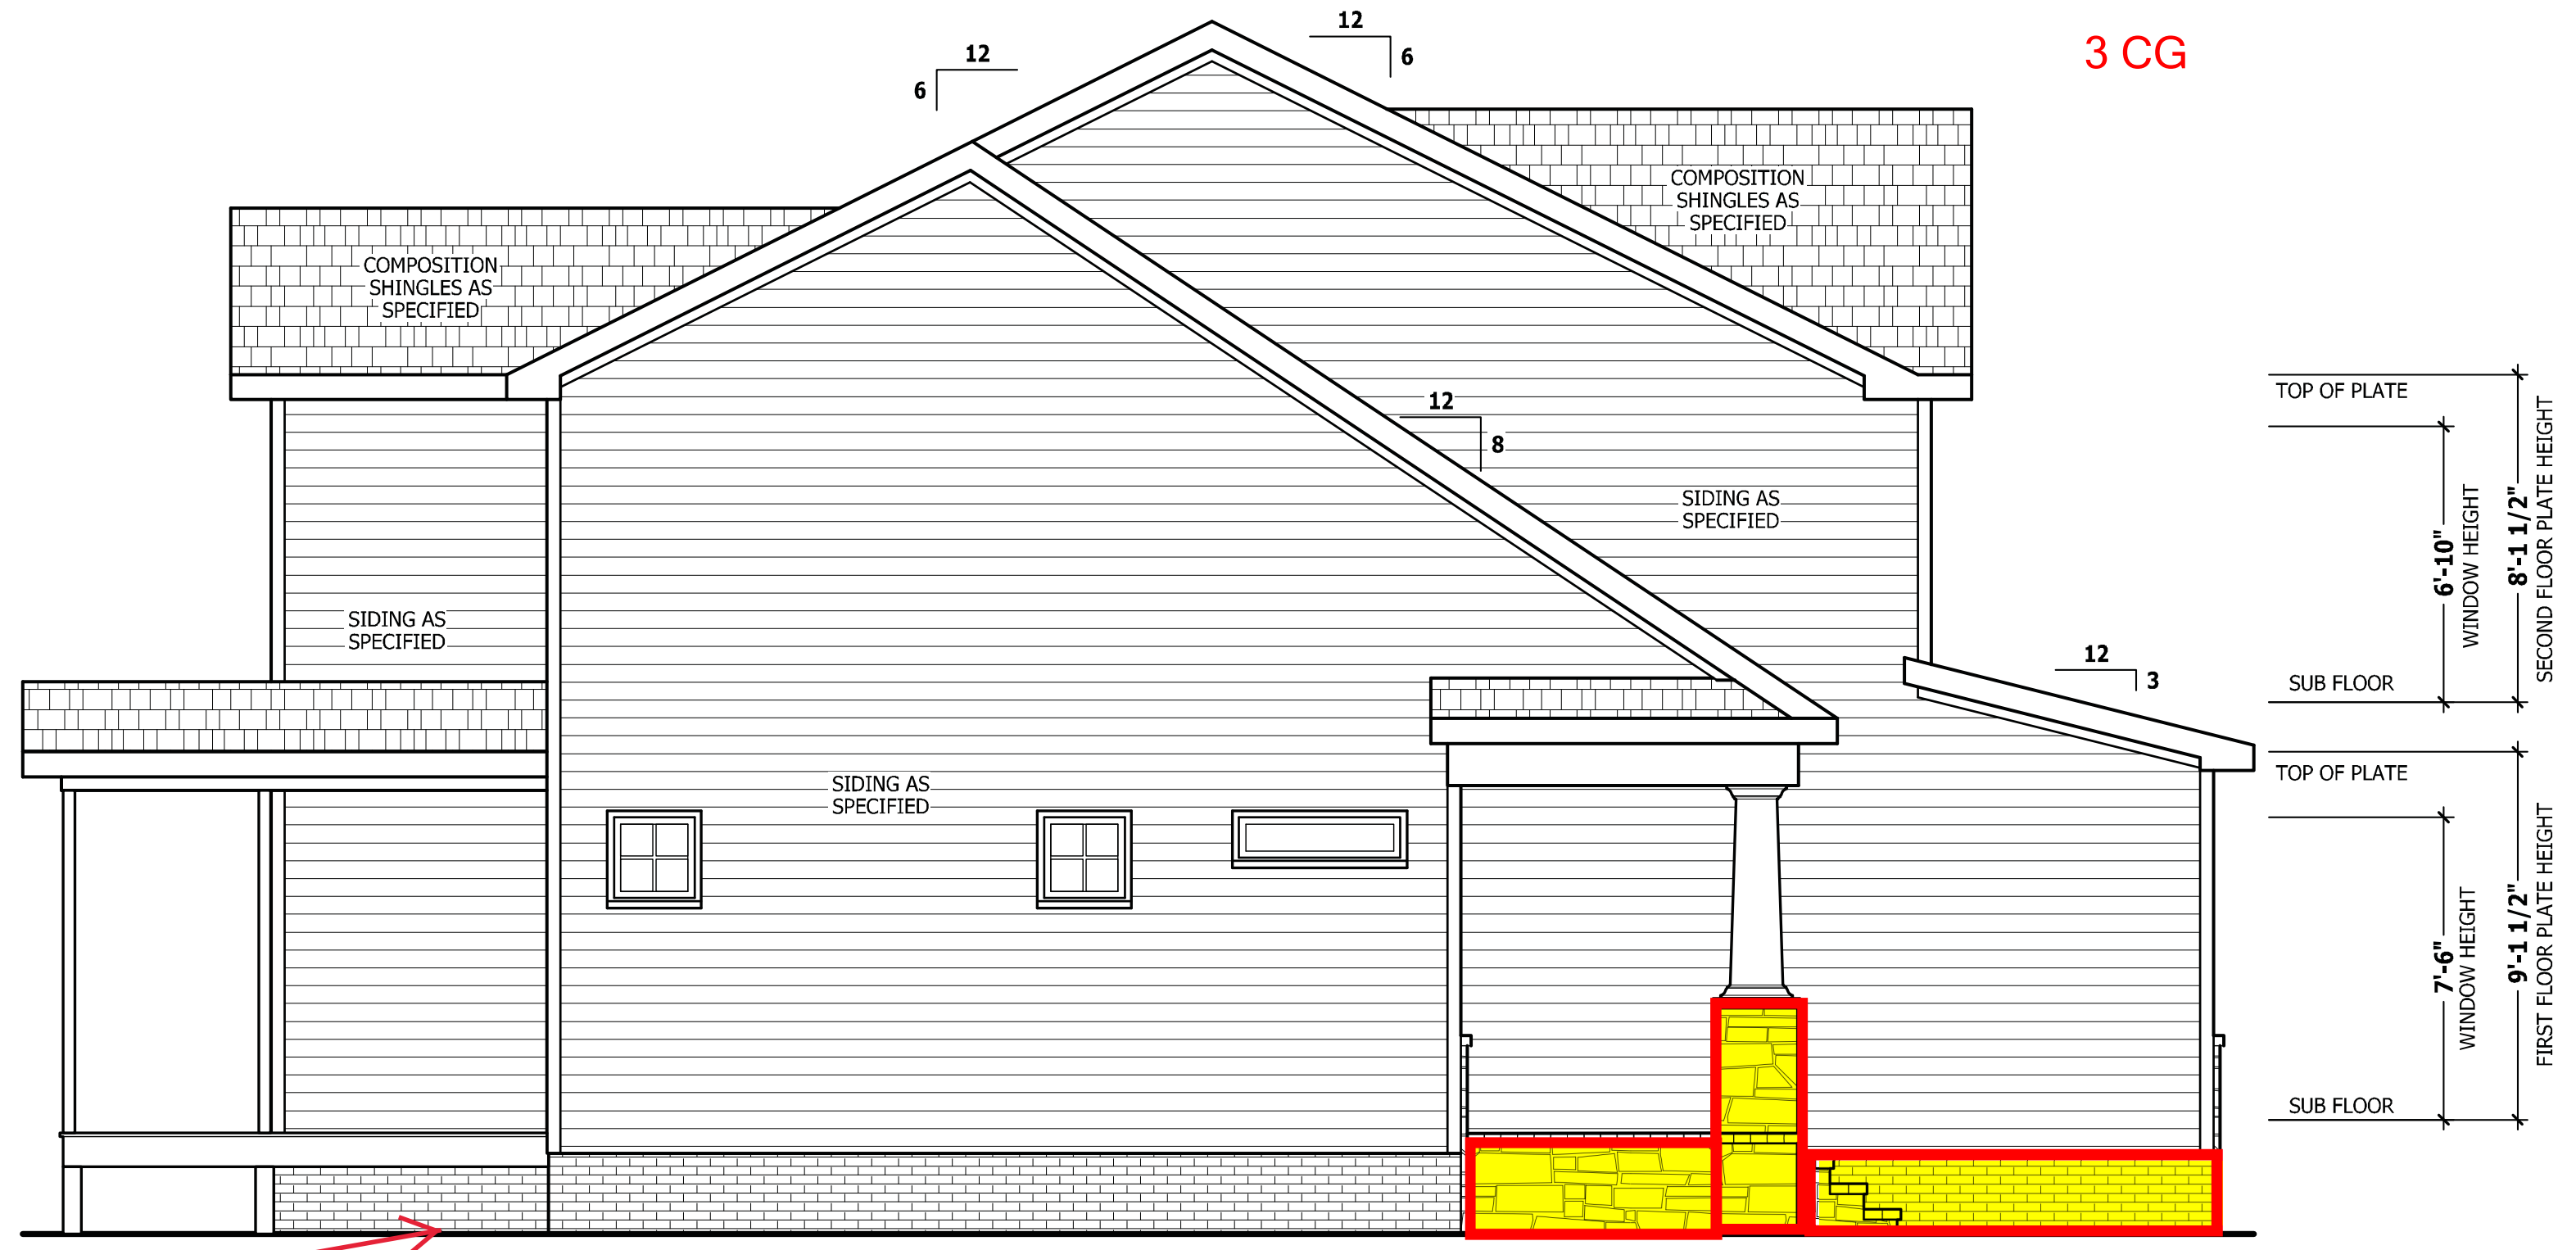 12
6
12
6
3 CG
COMPOSITION
SHINGLES AS
SPECIFIED
COMPOSITION
SHINGLES AS
SPECIFIED
12
8
SIDING AS
SPECIFIED
SIDING AS
SPECIFIED
SIDING AS
SPECIFIED
12
3
TOP OF PLATE
6'-10"
WINDOW HEIGHT
8'-1 1/2"
SECOND FLOOR PLATE HEIGHT
SUB FLOOR
TOP OF PLATE
7'-6"
WINDOW HEIGHT
9'-1 1/2"
FIRST FLOOR PLATE HEIGHT
SUB FLOOR